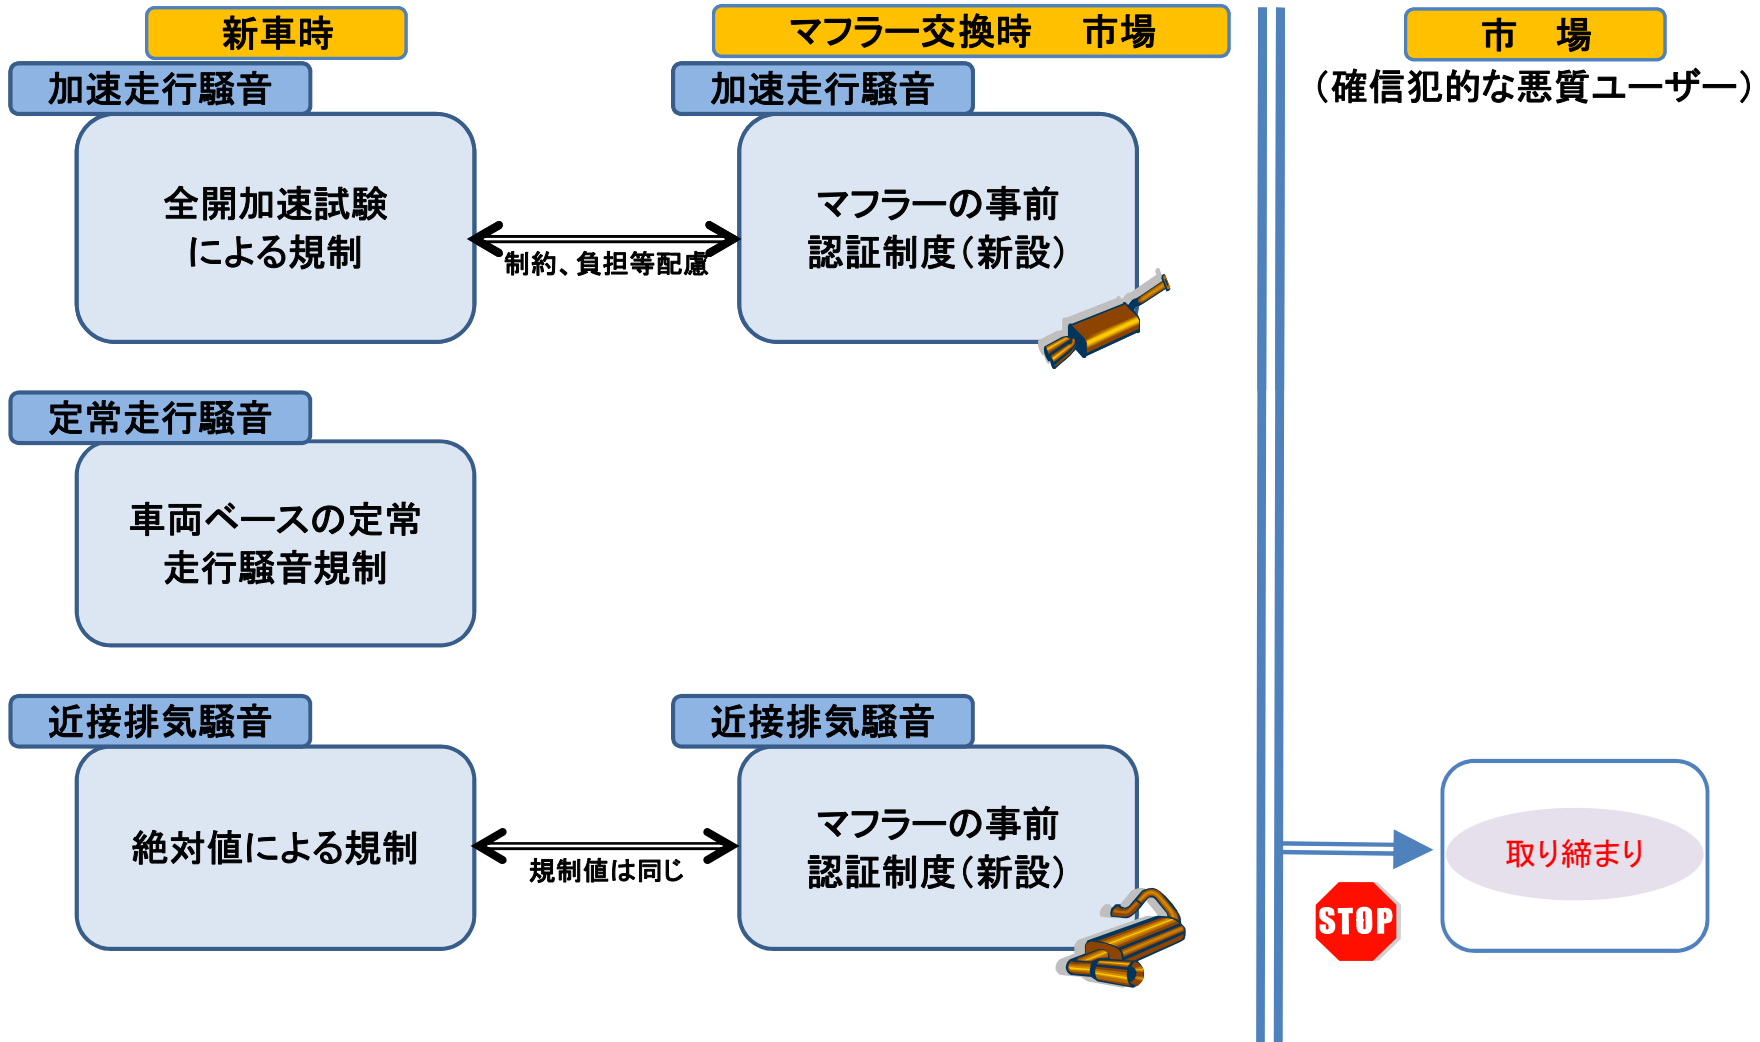 新車時
マフラー交換時　市場
市　場
（確信犯的な悪質ユーザー）
加速走行騒音
加速走行騒音
全開加速試験
による規制
制約、負担等配慮
マフラーの事前
認証制度（新設）
定常走行騒音
車両ベースの定常
走行騒音規制
近接排気騒音
近接排気騒音
絶対値による規制
規制値は同じ
マフラーの事前
認証制度（新設）
取り締まり
STOP